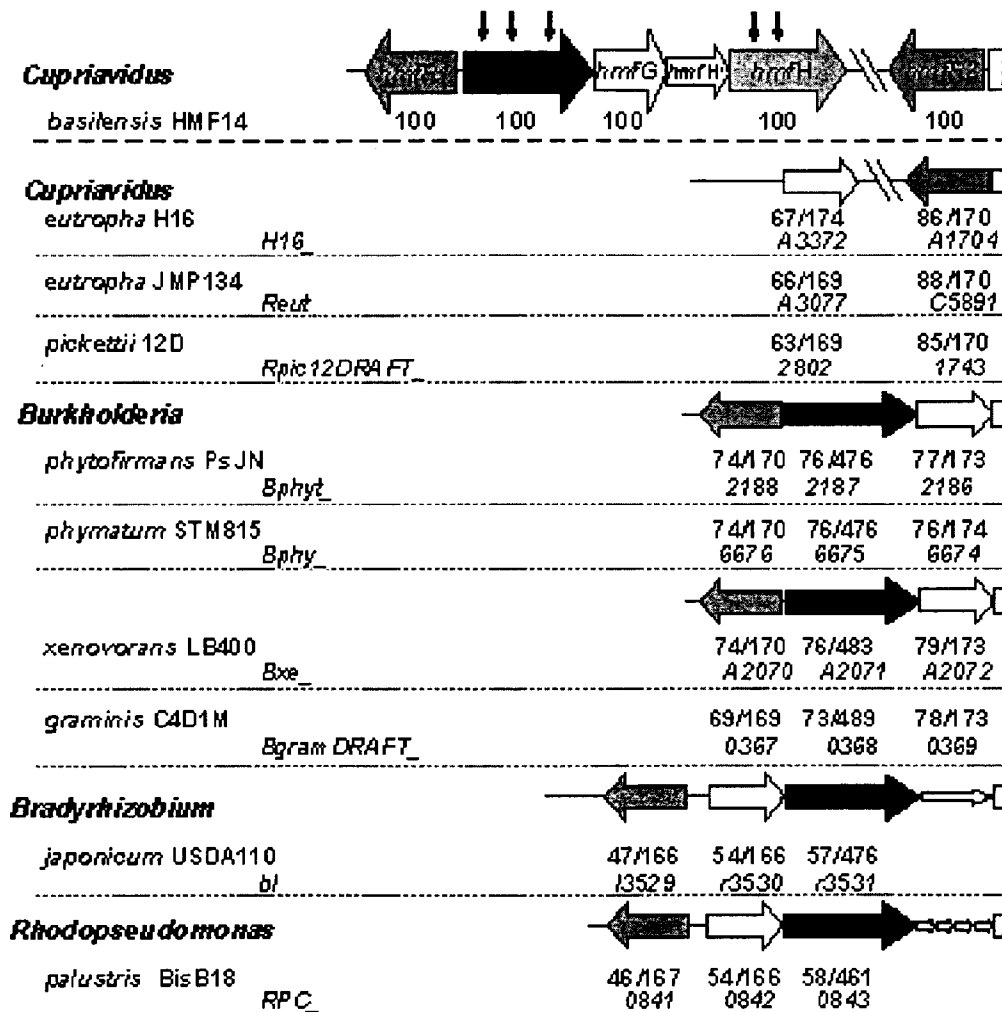 hmfG hmfH' hmfH
Cupriavidus
basilensis HMF14 100 100 100 100 100
Cupriavidus
eutropha H16 67/174 86/170
H16_ A3372 A1704
eutropha JMP134 66/169 88/170
Reut_ A3077 C5891
pickettii 12D 63/169 85/170
Rpic12DRAFT_ 2802 1743
Burkholderia
phytofirmans PsJN 74/170 76/476 77/173
Bphyt_ 2188 2187 2186
phymatum STM815 74/170 76/476 76/174
Bphy_ 6676 6675 6674
xenovorans LB400 74/170 76/483 79/173
Bxe_ A2070 A2071 A2072
graminis C4D1M 69/169 73/489 78/173
Bgram DRAFT_ 0367 0368 0369
Bradyrhizobium
japonicum USDA110 47/166 54/166 57/476
bl l3529 r3530 r3531
Rhodopseudomonas
palustris BisB18 46/167 54/166 58/461
RPC_ 0841 0842 0843